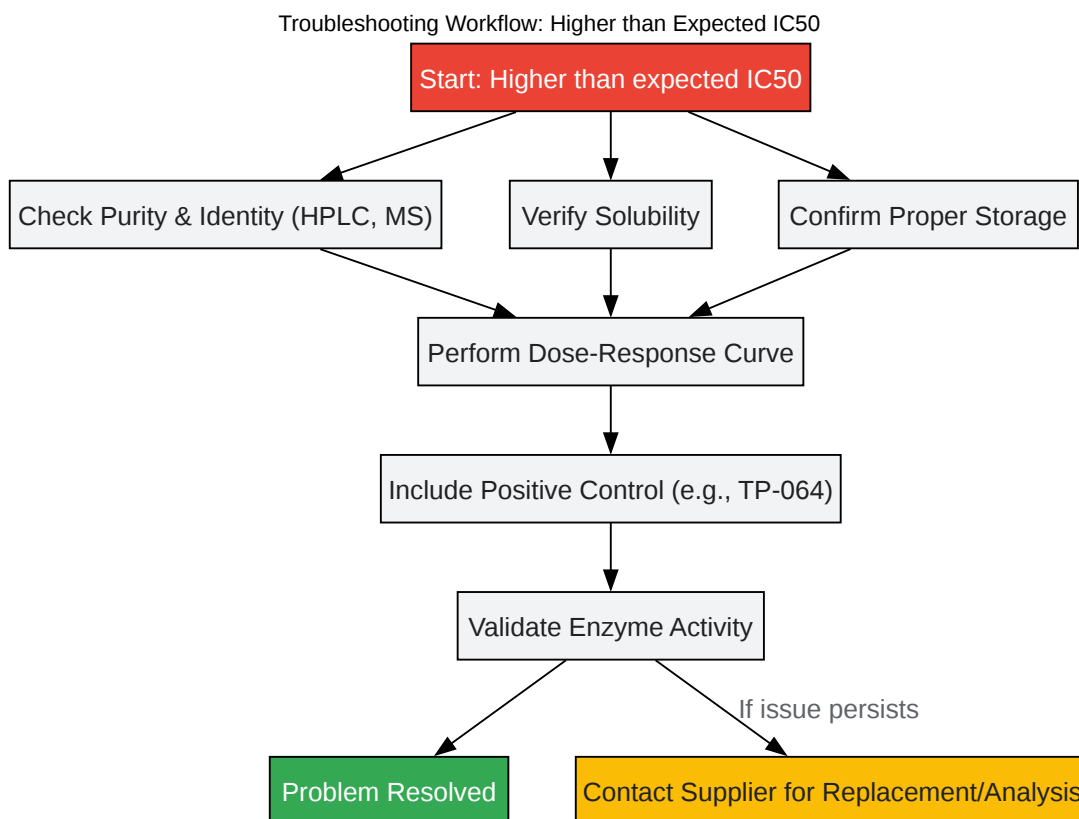 Troubleshooting Workflow: Higher than Expected IC50
Start: Higher than expected IC50
Check Purity & Identity (HPLC, MS)
Verify Solubility
Confirm Proper Storage
Perform Dose-Response Curve
Include Positive Control (e.g., TP-064)
Validate Enzyme Activity
If issue persists
Problem Resolved
Contact Supplier for Replacement/Analysis